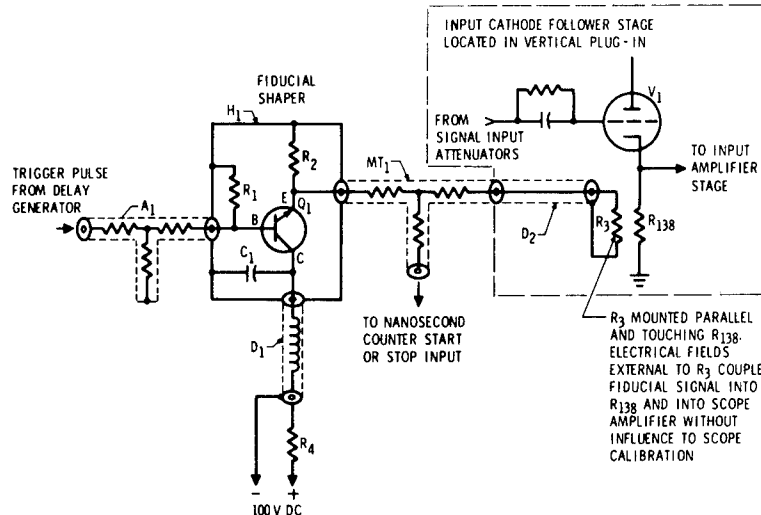 INPUT CATHODE FOLLOWER STAGE
LOCATED IN VERTICAL PLUG-IN
FIDUCIAL
SHAPER
H1
V1
FROM
SIGNAL INPUT
ATTENUATORS
TO INPUT
AMPLIFIER
STAGE
TRIGGER PULSE
FROM DELAY
GENERATOR
A1
R1
R2
E
Q1
B
C1
C
MT1
D2
R3
R138
D1
TO NANOSECOND
COUNTER START
OR STOP INPUT
R3 MOUNTED PARALLEL
AND TOUCHING R138.
ELECTRICAL FIELDS
EXTERNAL TO R3 COUPLE
FIDUCIAL SIGNAL INTO
R138 AND INTO SCOPE
AMPLIFIER WITHOUT
INFLUENCE TO SCOPE
CALIBRATION
R4
- +
100 V DC